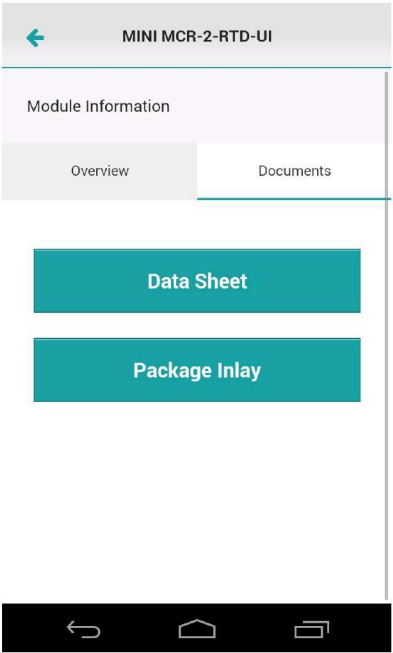 MINI MCR-2-RTD-UI
Module Information
Overview
Documents
Data Sheet
Package Inlay